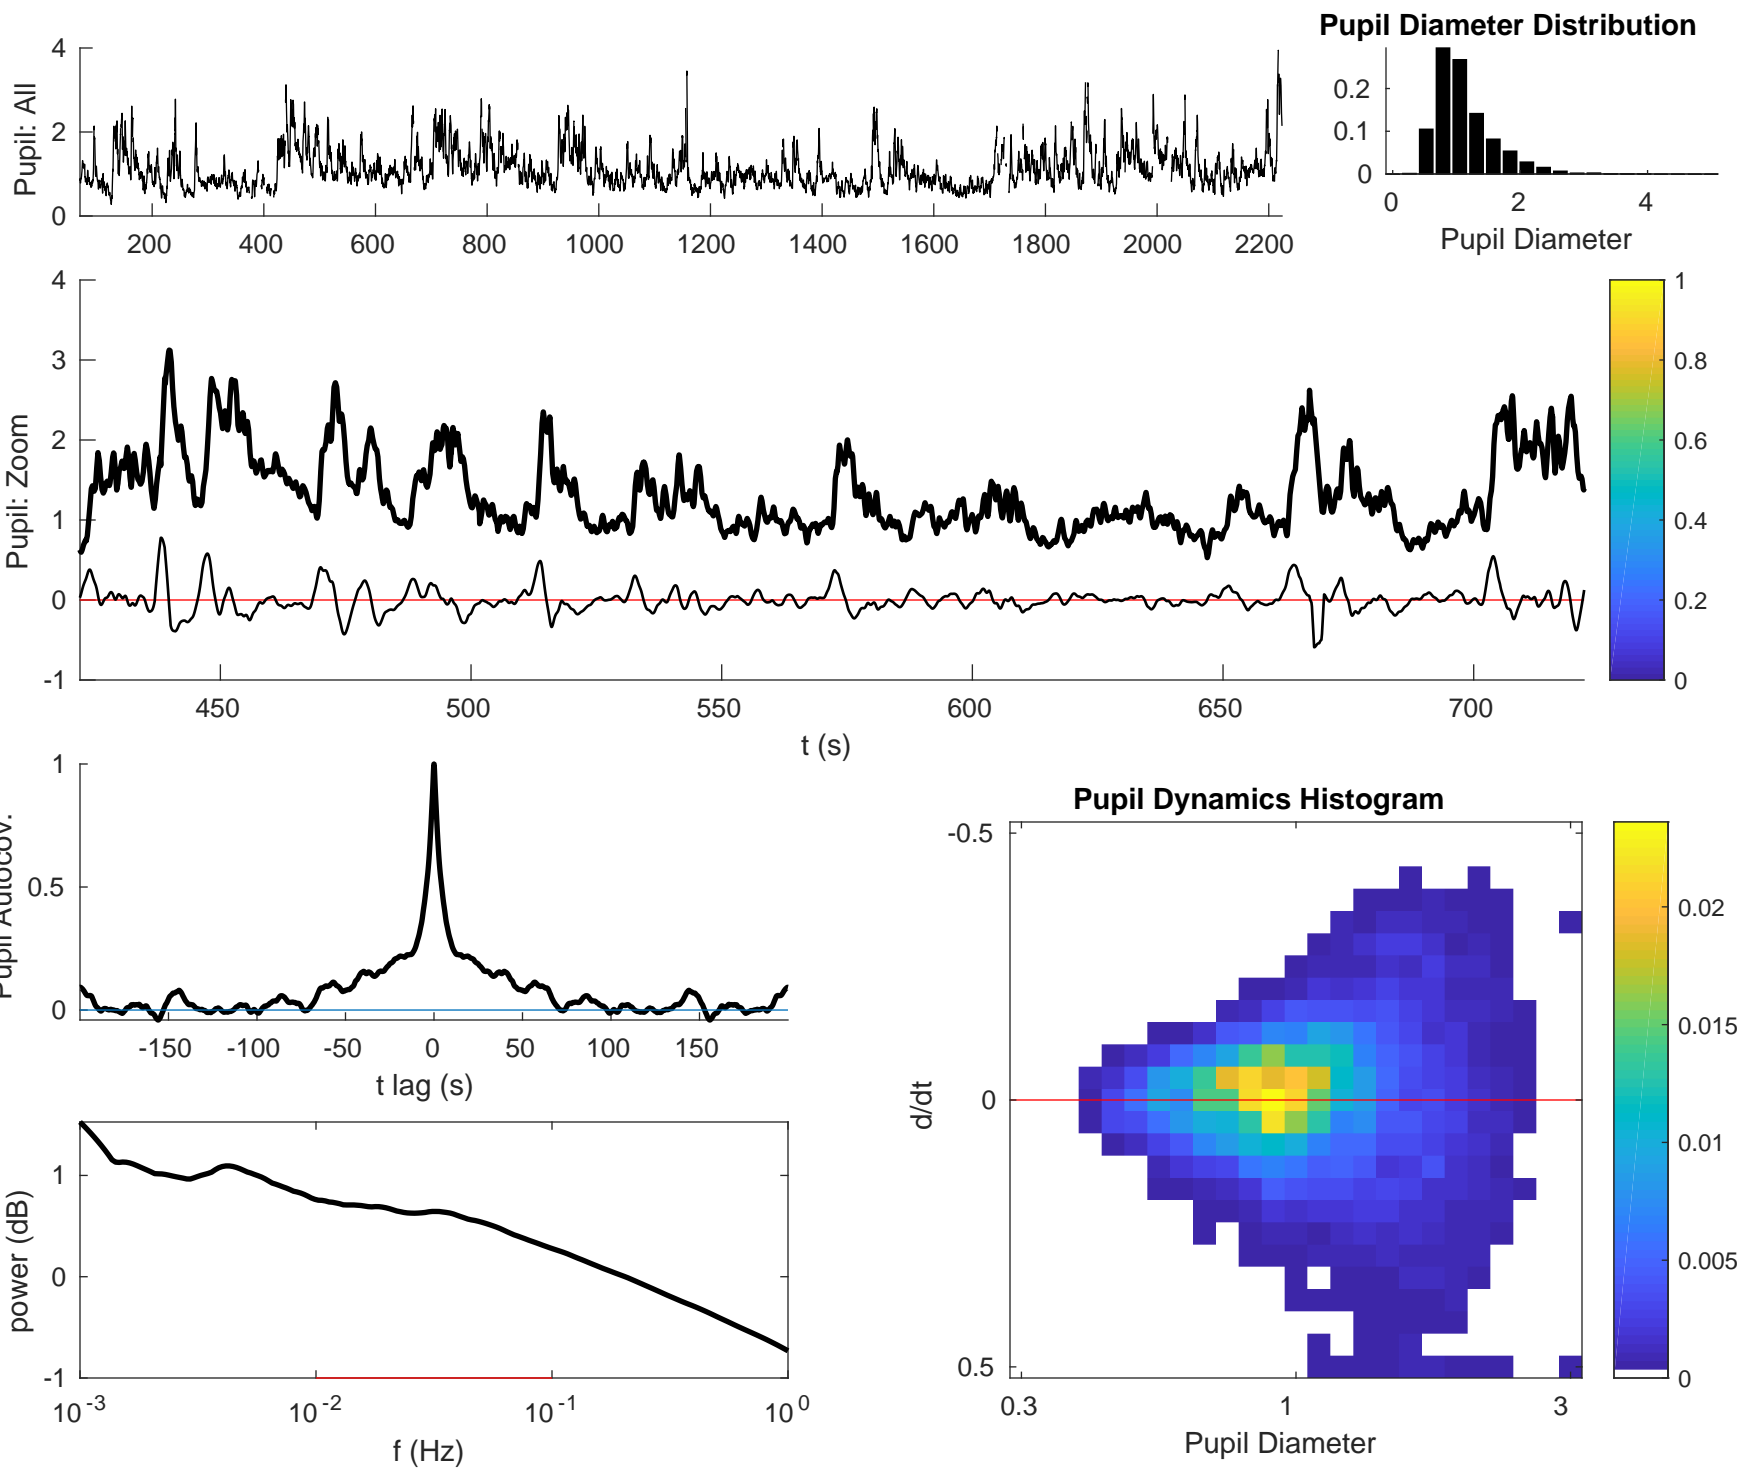 Pupil Diameter Distribution
Pupil: All
4
2
0
200 400 600 800 1000 1200 1400 1600 1800 2000 2200
0.2
0.1
0
0 2 4
Pupil Diameter
Pupil: Zoom
4
3
2
1
0
-1
450 500 550 600 650 700
t (s)
1
0.8
0.6
0.4
0.2
0
Pupil Autocov.
1
0.5
0
-150 -100 -50 0 50 100 150
t lag (s)
power (dB)
1
0
-1
10-3 10-2 10-1 100
f (Hz)
Pupil Dynamics Histogram
d/dt
-0.5
0
0.5
0.3 1 3
Pupil Diameter
0.02
0.015
0.01
0.005
0